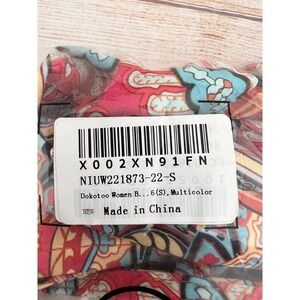 X002XN91FN
NIUW221873-22-S
Dokotoo Women B...6(S),Multicolor
NEW Made in China